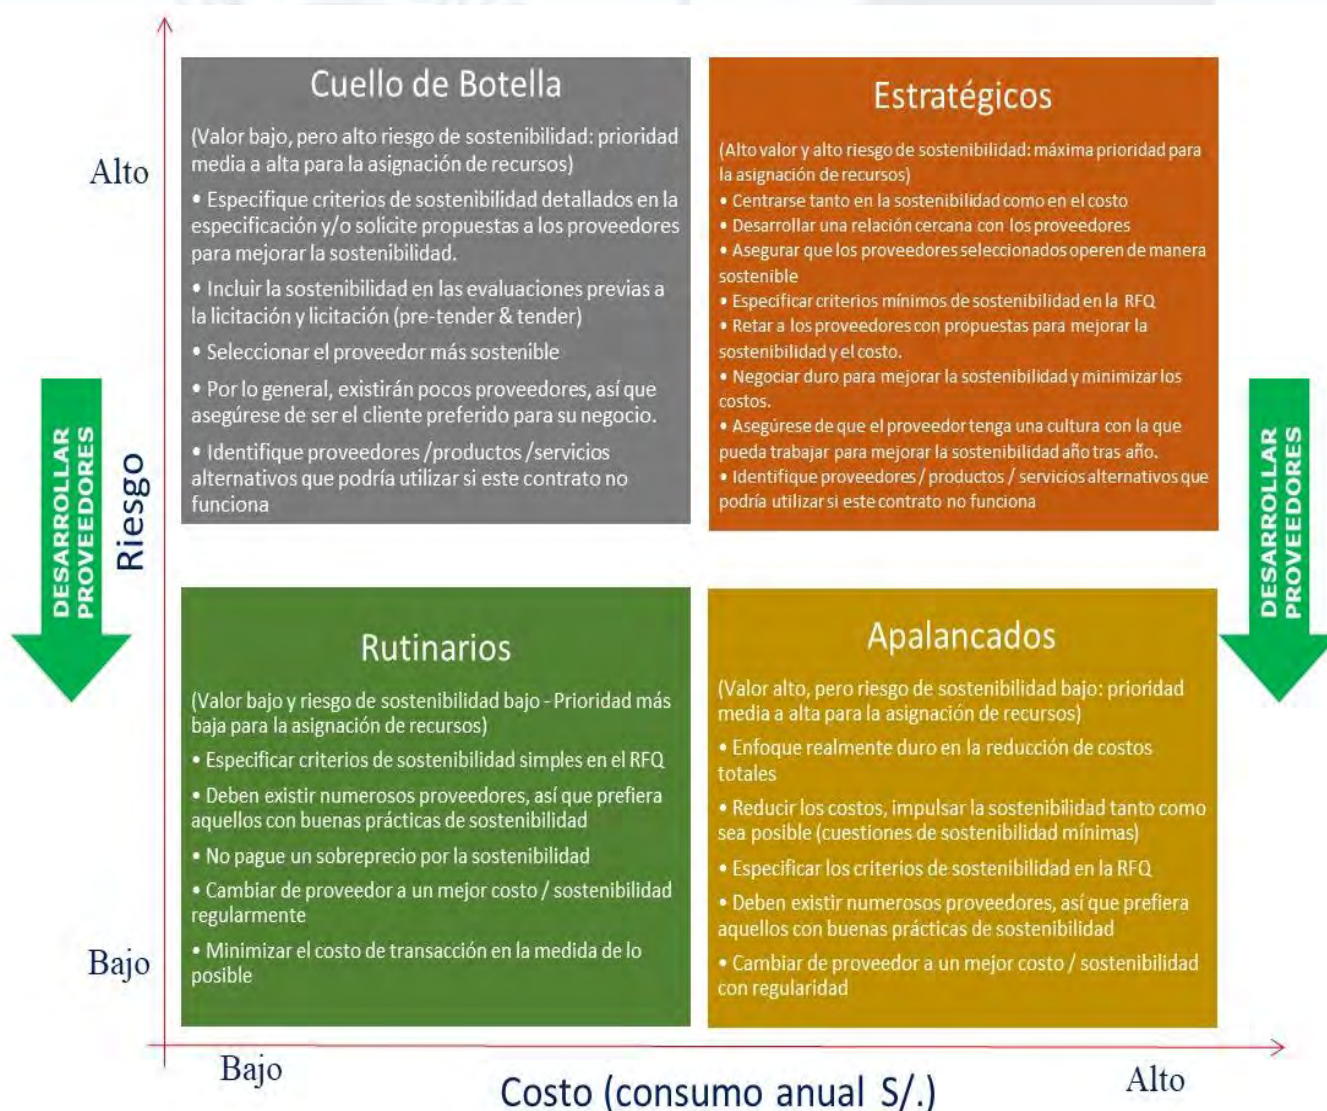 Cuello de Botella
(Valor bajo, pero alto riesgo de sostenibilidad: prioridad
media a alta para la asignación de recursos)
• Especifique criterios de sostenibilidad detallados en la
especificación y/o solicite propuestas a los proveedores
para mejorar la sostenibilidad.
• Incluir la sostenibilidad en las evaluaciones previas a
la licitación y licitación (pre-tender & tender)
• Seleccionar el proveedor más sostenible
• Por lo general, existirán pocos proveedores, así que
asegúrese de ser el cliente preferido para su negocio.
• Identifique proveedores /productos /servicios
alternativos que podría utilizar si este contrato no
funciona
Estratégicos
(Alto valor y alto riesgo de sostenibilidad: máxima prioridad para
la asignación de recursos)
• Centrarse tanto en la sostenibilidad como en el costo
• Desarrollar una relación cercana con los proveedores
• Asegurar que los proveedores seleccionados operen de manera
sostenible
• Especificar criterios mínimos de sostenibilidad en la RFQ
• Retar a los proveedores con propuestas para mejorar la
sostenibilidad y el costo.
• Negociar duro para mejorar la sostenibilidad y minimizar los
costos.
• Asegúrese de que el proveedor tenga una cultura con la que
pueda trabajar para mejorar la sostenibilidad año tras año.
• Identifique proveedores / productos / servicios alternativos que
podría utilizar si este contrato no funciona
Alto
Riesgo
DESARROLLAR
PROVEEDORES
DESARROLLAR
PROVEEDORES
Rutinarios
(Valor bajo y riesgo de sostenibilidad bajo - Prioridad más
baja para la asignación de recursos)
• Especificar criterios de sostenibilidad simples en el RFQ
• Deben existir numerosos proveedores, así que prefiera
aquellos con buenas prácticas de sostenibilidad
• No pague un sobreprecio por la sostenibilidad
• Cambiar de proveedor a un mejor costo / sostenibilidad
regularmente
• Minimizar el costo de transacción en la medida de lo
posible
Apalancados
(Valor alto, pero riesgo de sostenibilidad bajo: prioridad
media a alta para la asignación de recursos)
• Enfoque realmente duro en la reducción de costos
totales
• Reducir los costos, impulsar la sostenibilidad tanto como
sea posible (cuestiones de sostenibilidad mínimas)
• Especificar los criterios de sostenibilidad en la RFQ
• Deben existir numerosos proveedores, así que prefiera
aquellos con buenas prácticas de sostenibilidad
• Cambiar de proveedor a un mejor costo / sostenibilidad
con regularidad
Bajo
Bajo
Costo (consumo anual S/.)
Alto